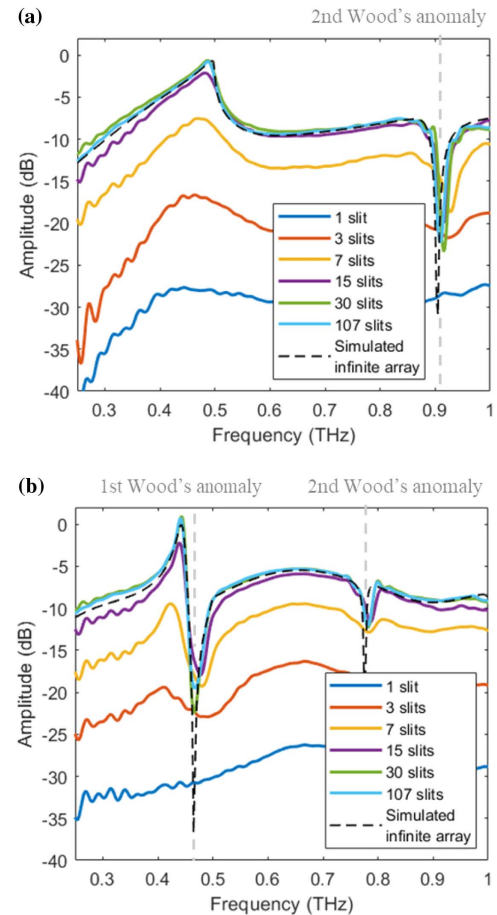 (a)
2nd Wood's anomaly
0
-5
-10
-15
-20
-25
-30
-35
-40
Amplitude (dB)
1 slit
3 slits
7 slits
15 slits
30 slits
107 slits
Simulated
infinite array
0.3 0.4 0.5 0.6 0.7 0.8 0.9 1
Frequency (THz)
(b)
1st Wood's anomaly 2nd Wood's anomaly
0
-5
-10
-15
-20
-25
-30
-35
-40
Amplitude (dB)
1 slit
3 slits
7 slits
15 slits
30 slits
107 slits
Simulated
infinite array
0.3 0.4 0.5 0.6 0.7 0.8 0.9 1
Frequency (THz)